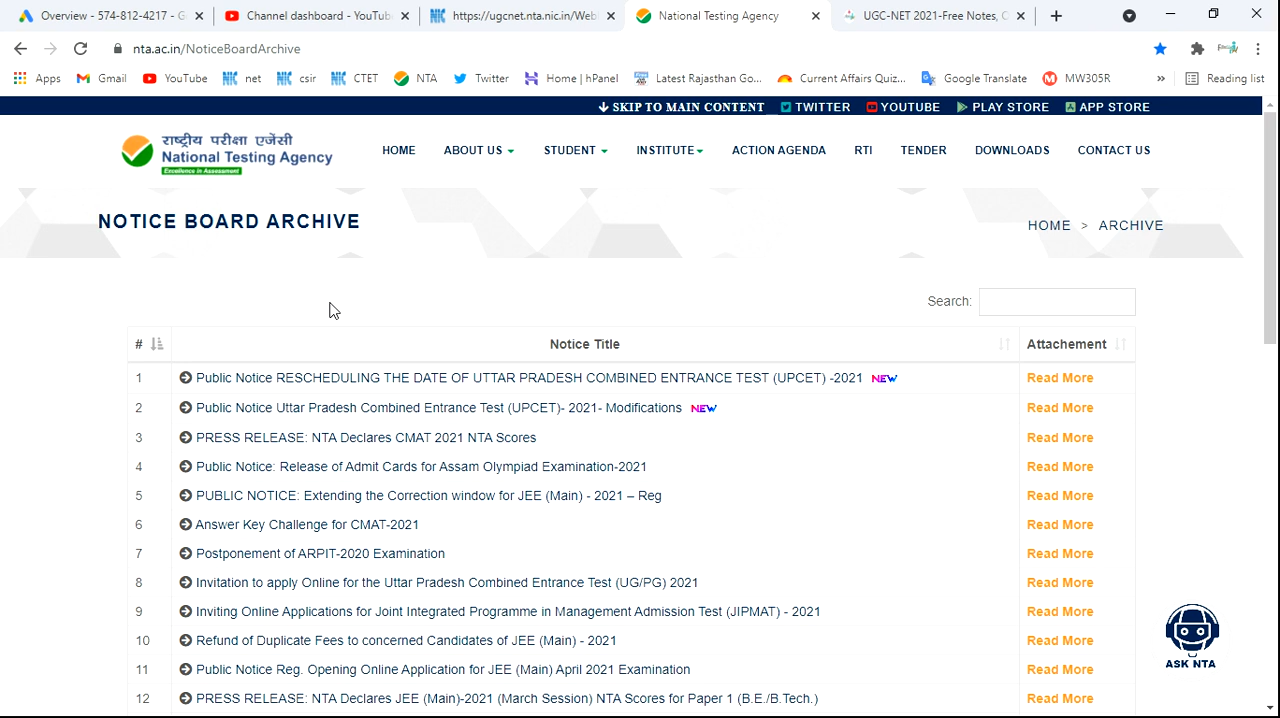 Overview - 574-812-4217 - G
Channel dashboard - YouTube
https://ugcnet.nta.nic.in/Web
National Testing Agency
UGC-NET 2021-Free Notes, C
nta.ac.in/NoticeBoardArchive
Apps
Gmail
YouTube
net
csir
CTET
NTA
Twitter
Home | hPanel
Latest Rajasthan Go...
Current Affairs Quiz...
Google Translate
MW305R
»
Reading list
SKIP TO MAIN CONTENT
TWITTER
YOUTUBE
PLAY STORE
APP STORE
राष्ट्रीय परीक्षा एजेंसी
National Testing Agency
Excellence in Assessment
HOME
ABOUT US
STUDENT
INSTITUTE
ACTION AGENDA
RTI
TENDER
DOWNLOADS
CONTACT US
NOTICE BOARD ARCHIVE
HOME > ARCHIVE
Search:
# Notice Title Attachement
1 Public Notice RESCHEDULING THE DATE OF UTTAR PRADESH COMBINED ENTRANCE TEST (UPCET) -2021 NEW Read More
2 Public Notice Uttar Pradesh Combined Entrance Test (UPCET)- 2021- Modifications NEW Read More
3 PRESS RELEASE: NTA Declares CMAT 2021 NTA Scores Read More
4 Public Notice: Release of Admit Cards for Assam Olympiad Examination-2021 Read More
5 PUBLIC NOTICE: Extending the Correction window for JEE (Main) - 2021 – Reg Read More
6 Answer Key Challenge for CMAT-2021 Read More
7 Postponement of ARPIT-2020 Examination Read More
8 Invitation to apply Online for the Uttar Pradesh Combined Entrance Test (UG/PG) 2021 Read More
9 Inviting Online Applications for Joint Integrated Programme in Management Admission Test (JIPMAT) - 2021 Read More
10 Refund of Duplicate Fees to concerned Candidates of JEE (Main) - 2021 Read More
11 Public Notice Reg. Opening Online Application for JEE (Main) April 2021 Examination Read More
12 PRESS RELEASE: NTA Declares JEE (Main)-2021 (March Session) NTA Scores for Paper 1 (B.E./B.Tech.) Read More
ASK NTA